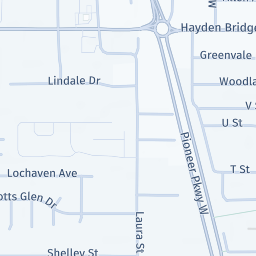 Hayden Bridge
Greenvale
Lindale Dr
Woodla
V S
U St
Pioneer Pkwy W
T St
Lochaven Ave
otts Glen Dr
Laura St
Shelley St